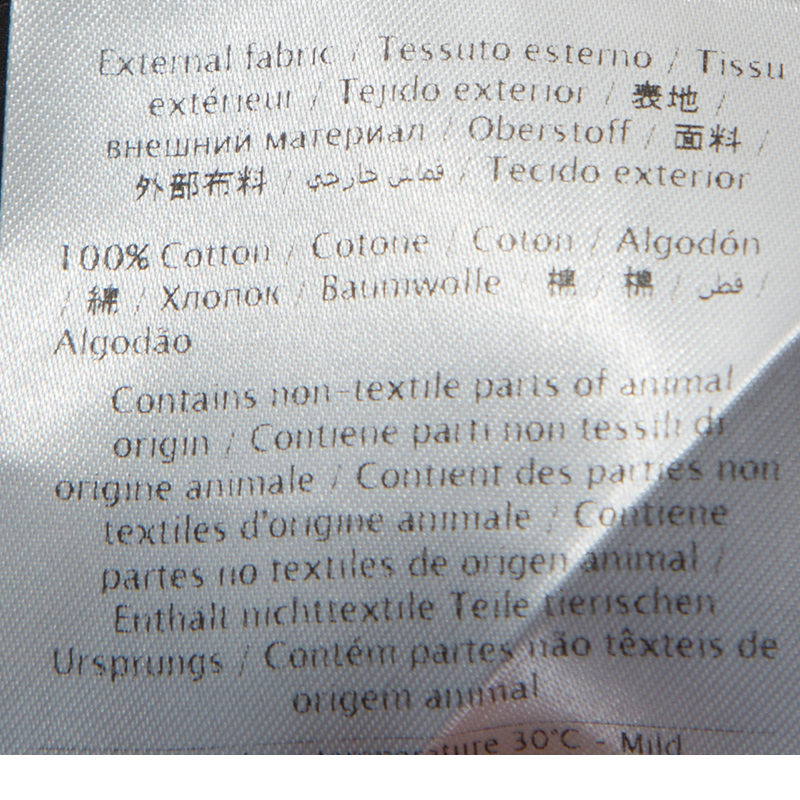 External fabric / Tessuto esterno / Tissu
extérieur / Tejido exterior / 表地 /
внешний материал / Oberstoff / 面料 /
外部布料 / قماش خارجي / Tecido exterior
100% Cotton / Cotone / Coton / Algodón
/ 綿 / Хлопок / Baumwolle / 棉 / 棉 / قطن /
Algodão
Contains non-textile parts of animal
origin / Contiene parti non tessili di
origine animale / Contient des parties non
textiles d'origine animale / Contiene
partes no textiles de origen animal /
Enthält nichttextile Teile tierischen
Ursprungs / Contém partes não têxteis de
origem animal
temperature 30°C - Mild